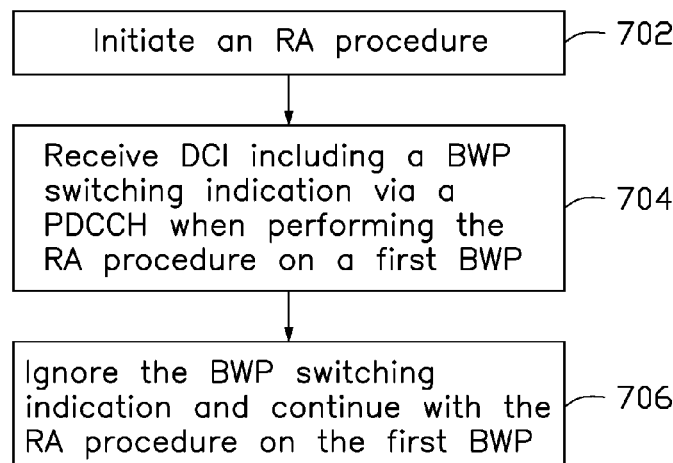 Initiate an RA procedure
702
Receive DCI including a BWP
switching indication via a
PDCCH when performing the
RA procedure on a first BWP
704
Ignore the BWP switching
indication and continue with the
RA procedure on the first BWP
706